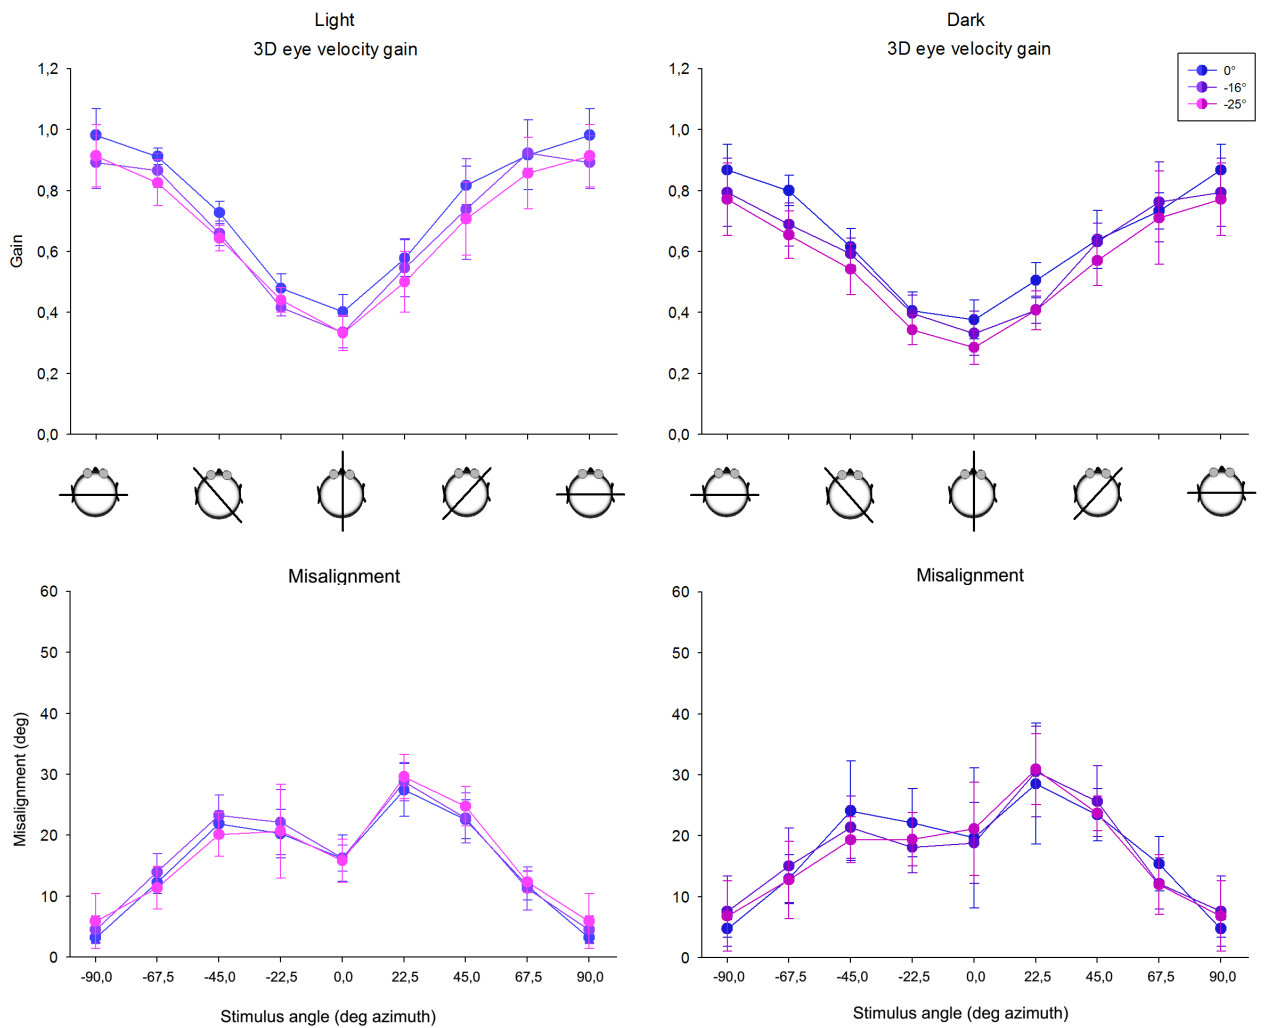 Light
3D eye velocity gain
1,2
1,0
0,8
0,6
0,4
0,2
0,0
Gain
Dark
3D eye velocity gain
1,2
1,0
0,8
0,6
0,4
0,2
0,0
0°
-16°
-25°
Misalignment
60
50
40
30
20
10
0
Misalignment (deg)
-90,0 -67,5 -45,0 -22,5 0,0 22,5 45,0 67,5 90,0
Stimulus angle (deg azimuth)
Misalignment
60
50
40
30
20
10
0
-90,0 -67,5 -45,0 -22,5 0,0 22,5 45,0 67,5 90,0
Stimulus angle (deg azimuth)